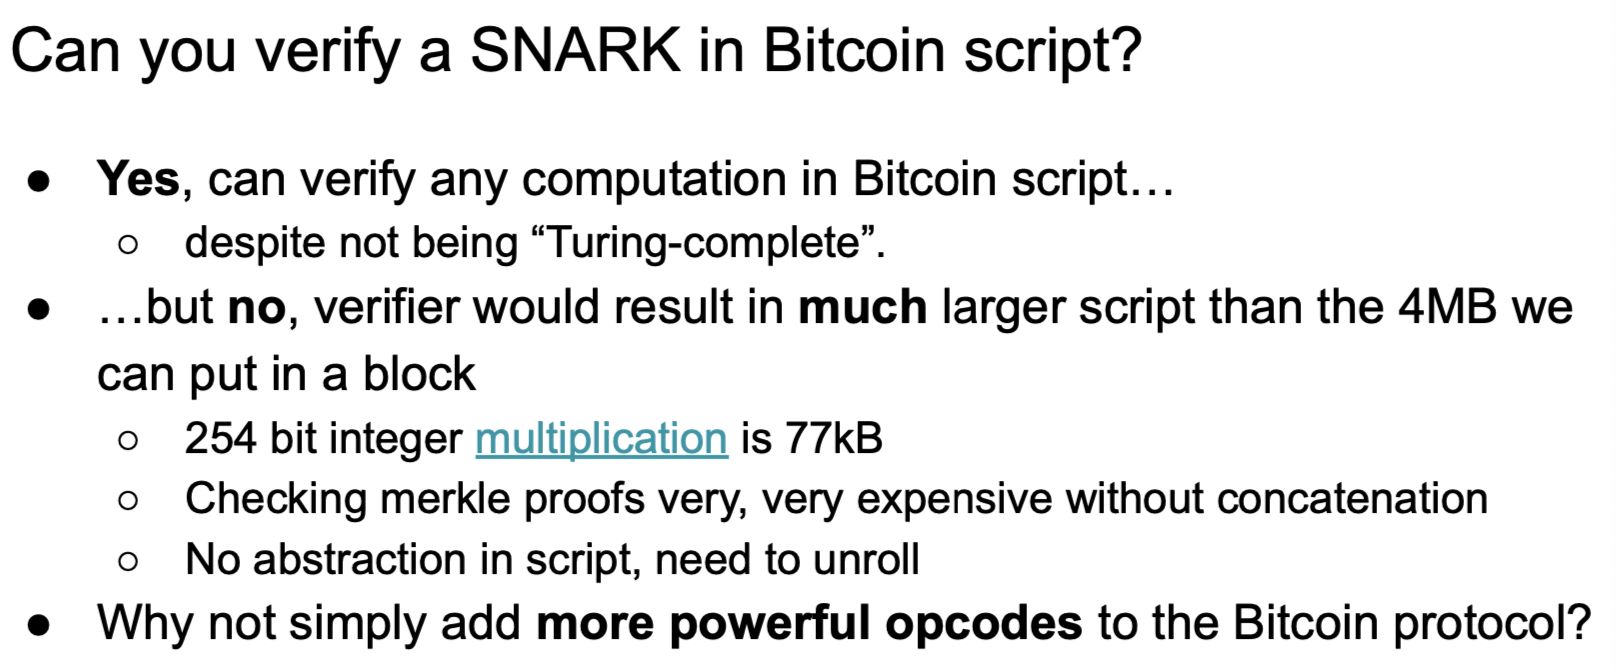 Can you verify a SNARK in Bitcoin script?
● Yes, can verify any computation in Bitcoin script…
○ despite not being “Turing-complete”.
● …but no, verifier would result in much larger script than the 4MB we
can put in a block
○ 254 bit integer multiplication is 77kB
○ Checking merkle proofs very, very expensive without concatenation
○ No abstraction in script, need to unroll
● Why not simply add more powerful opcodes to the Bitcoin protocol?